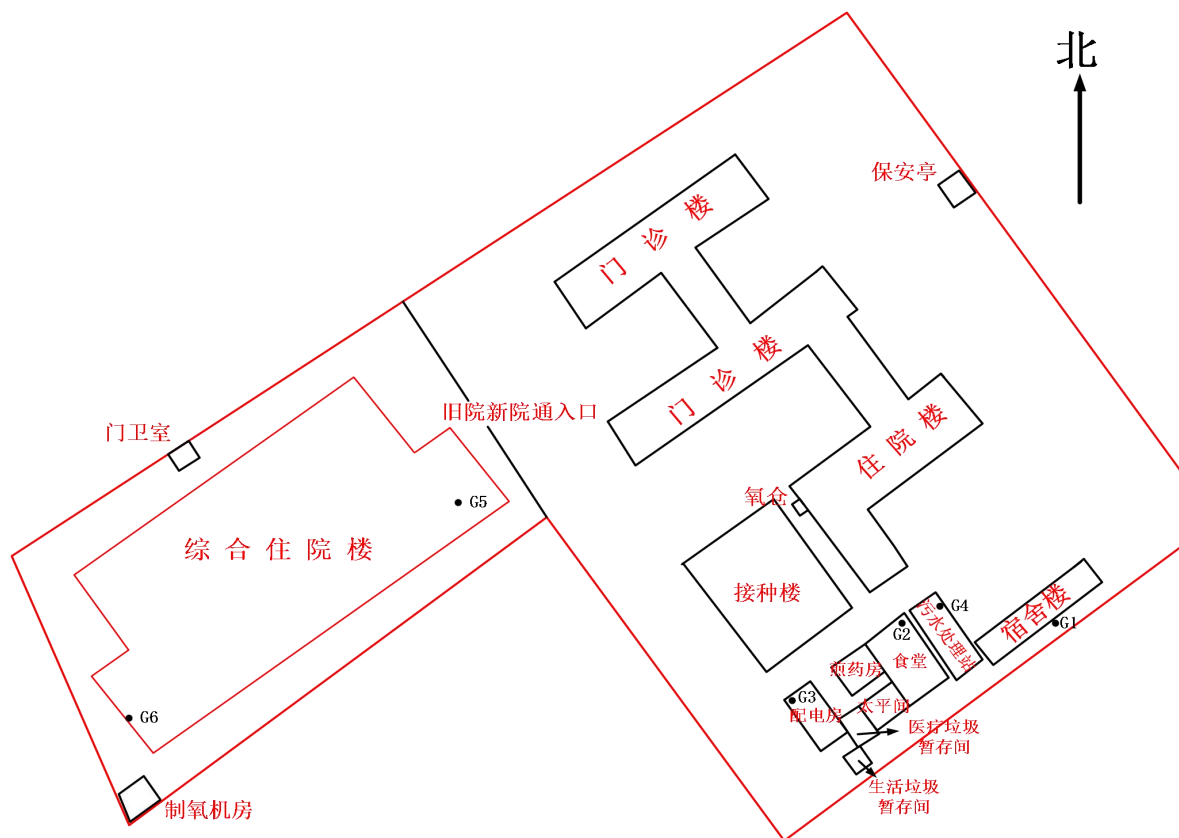 北
保安亭
门诊楼
门诊楼
旧院新院通入口
门卫室
住院楼
氧仓
G5
综合住院楼
接种楼
宿舍楼
G1
污水处理站
G4
G2
食堂
煎药房
太平间
G3
配电房
G6
医疗垃圾
暂存间
生活垃圾
暂存间
制氧机房